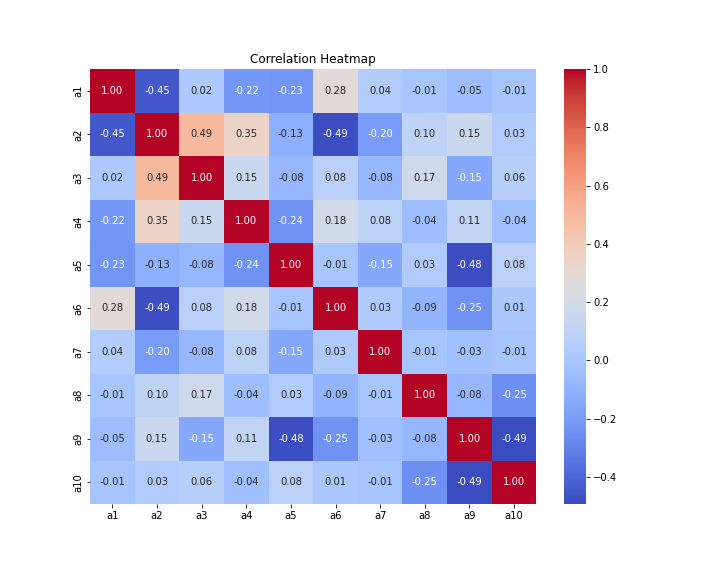 Correlation Heatmap
a1 1.00 -0.45 0.02 -0.22 -0.23 0.28 0.04 -0.01 -0.05 -0.01
a2 -0.45 1.00 0.49 0.35 -0.13 -0.49 -0.20 0.10 0.15 0.03
a3 0.02 0.49 1.00 0.15 -0.08 0.08 -0.08 0.17 -0.15 0.06
a4 -0.22 0.35 0.15 1.00 -0.24 0.18 0.08 -0.04 0.11 -0.04
a5 -0.23 -0.13 -0.08 -0.24 1.00 -0.01 -0.15 0.03 -0.48 0.08
a6 0.28 -0.49 0.08 0.18 -0.01 1.00 0.03 -0.09 -0.25 0.01
a7 0.04 -0.20 -0.08 0.08 -0.15 0.03 1.00 -0.01 -0.03 -0.01
a8 -0.01 0.10 0.17 -0.04 0.03 -0.09 -0.01 1.00 -0.08 -0.25
a9 -0.05 0.15 -0.15 0.11 -0.48 -0.25 -0.03 -0.08 1.00 -0.49
a10 -0.01 0.03 0.06 -0.04 0.08 0.01 -0.01 -0.25 -0.49 1.00
a1 a2 a3 a4 a5 a6 a7 a8 a9 a10
1.0
0.8
0.6
0.4
0.2
0.0
−0.2
−0.4